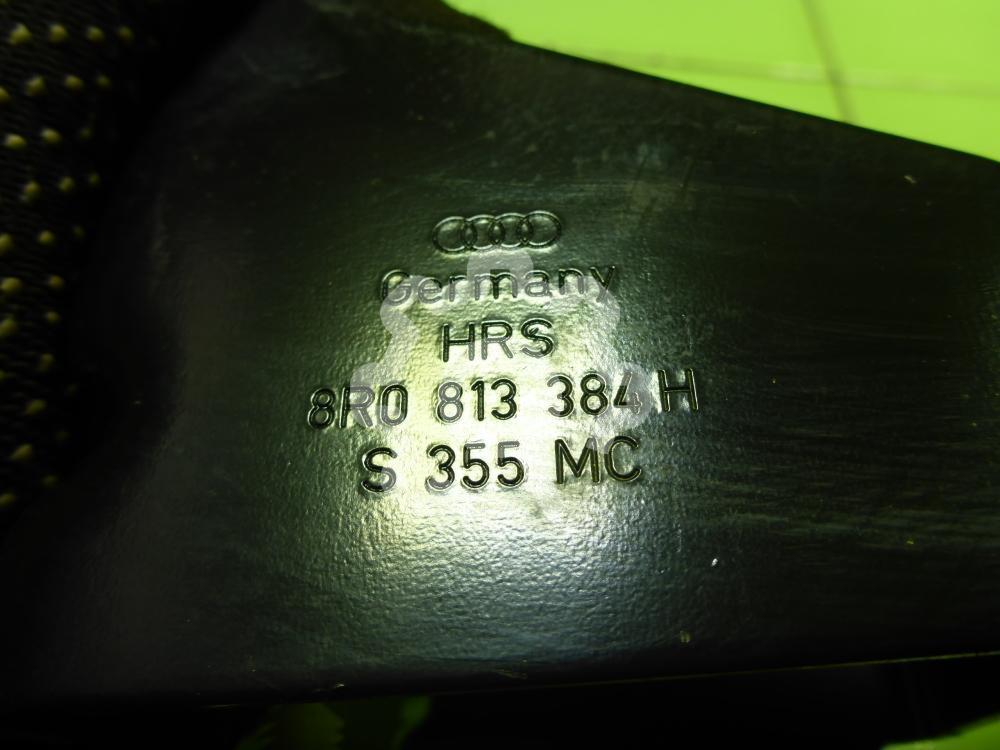 Germany
HRS
8R0 813 384 H
S 355 MC